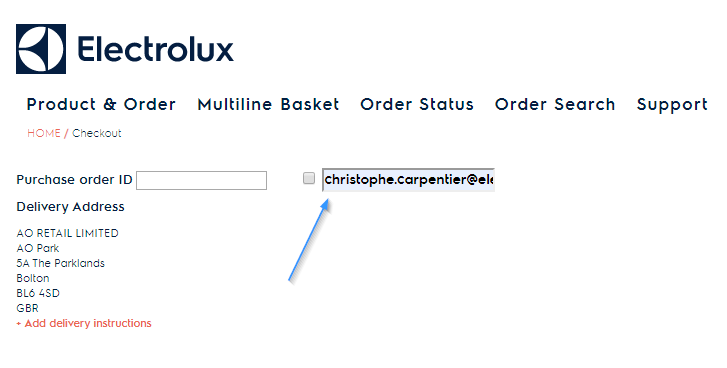 Electrolux
Product & Order Multiline Basket Order Status Order Search Support
HOME / Checkout
Purchase order ID christophe.carpentier@ele
Delivery Address
AO RETAIL LIMITED
AO Park
5A The Parklands
Bolton
BL6 4SD
GBR
+ Add delivery instructions